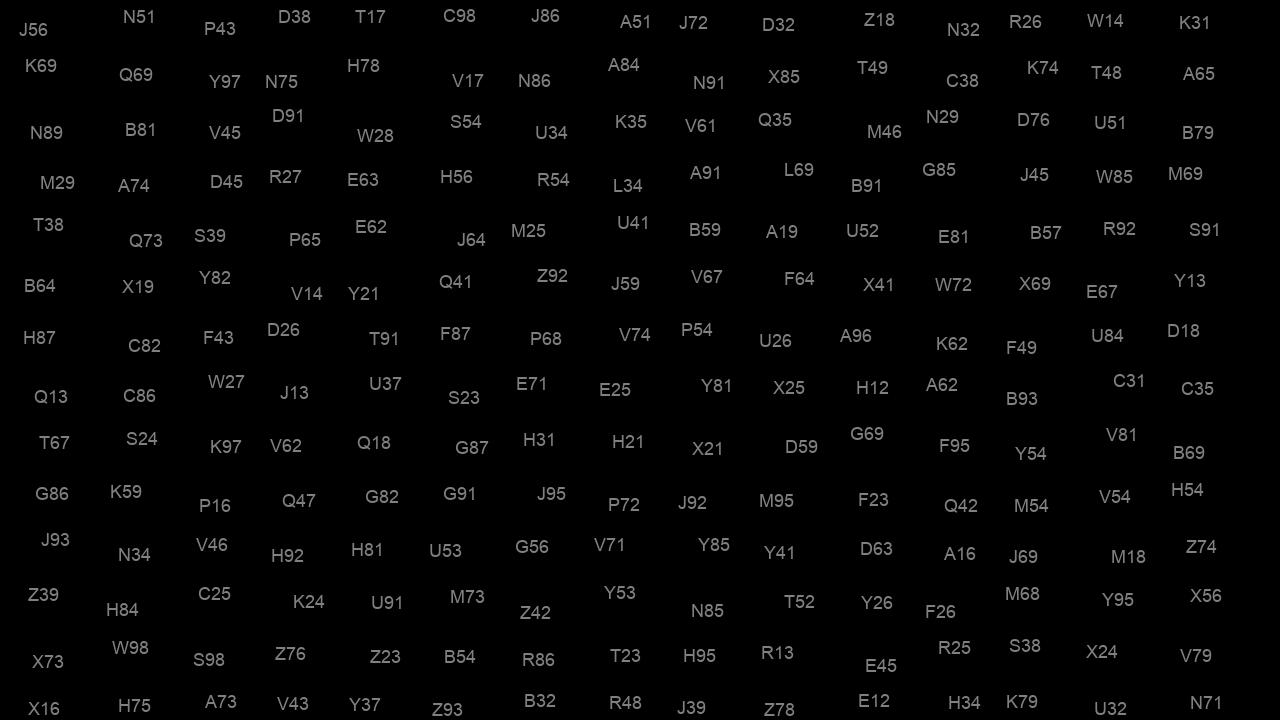 J56 N51 P43 D38 T17 C98 J86 A51 J72 D32 Z18 N32 R26 W14 K31
K69 Q69 Y97 N75 H78 V17 N86 A84 N91 X85 T49 C38 K74 T48 A65
N89 B81 V45 D91 W28 S54 U34 K35 V61 Q35 M46 N29 D76 U51 B79
M29 A74 D45 R27 E63 H56 R54 L34 A91 L69 B91 G85 J45 W85 M69
T38 Q73 S39 P65 E62 J64 M25 U41 B59 A19 U52 E81 B57 R92 S91
B64 X19 Y82 V14 Y21 Q41 Z92 J59 V67 F64 X41 W72 X69 E67 Y13
H87 C82 F43 D26 T91 F87 P68 V74 P54 U26 A96 K62 F49 U84 D18
Q13 C86 W27 J13 U37 S23 E71 E25 Y81 X25 H12 A62 B93 C31 C35
T67 S24 K97 V62 Q18 G87 H31 H21 X21 D59 G69 F95 Y54 V81 B69
G86 K59 P16 Q47 G82 G91 J95 P72 J92 M95 F23 Q42 M54 V54 H54
J93 N34 V46 H92 H81 U53 G56 V71 Y85 Y41 D63 A16 J69 M18 Z74
Z39 H84 C25 K24 U91 M73 Z42 Y53 N85 T52 Y26 F26 M68 Y95 X56
X73 W98 S98 Z76 Z23 B54 R86 T23 H95 R13 E45 R25 S38 X24 V79
X16 H75 A73 V43 Y37 Z93 B32 R48 J39 Z78 E12 H34 K79 U32 N71